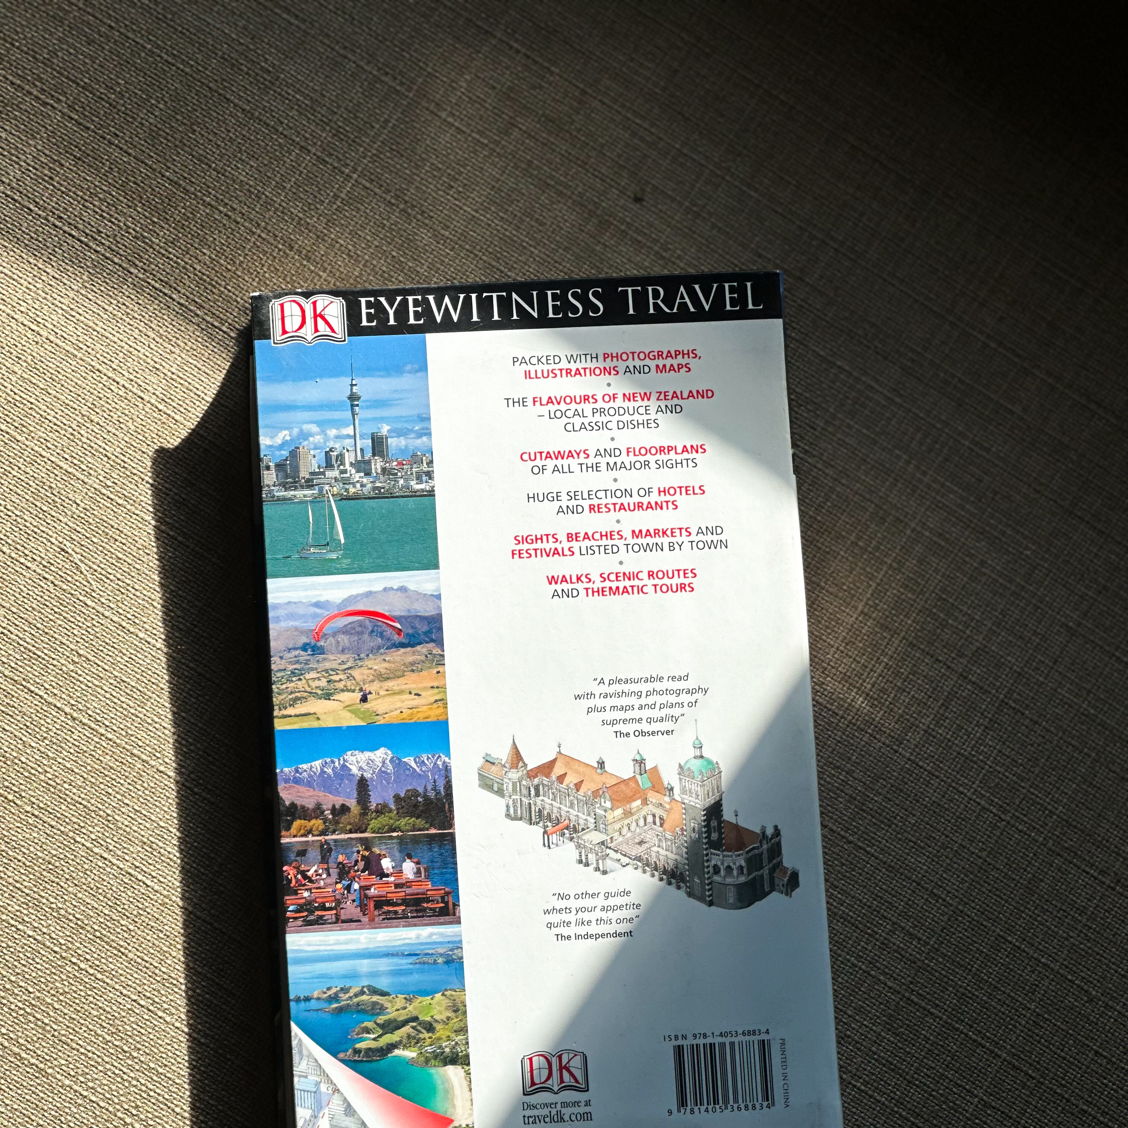 DK EYEWITNESS TRAVEL
PACKED WITH PHOTOGRAPHS,
ILLUSTRATIONS AND MAPS
THE FLAVOURS OF NEW ZEALAND
– LOCAL PRODUCE AND
CLASSIC DISHES
CUTAWAYS AND FLOORPLANS
OF ALL THE MAJOR SIGHTS
HUGE SELECTION OF HOTELS
AND RESTAURANTS
SIGHTS, BEACHES, MARKETS AND
FESTIVALS LISTED TOWN BY TOWN
WALKS, SCENIC ROUTES
AND THEMATIC TOURS
“A pleasurable read
with ravishing photography
plus maps and plans of
supreme quality”
The Observer
“No other guide
whets your appetite
quite like this one”
The Independent
DK
Discover more at
traveldk.com
ISBN 978-1-4053-6883-4
9 781405 368834
PRINTED IN CHINA